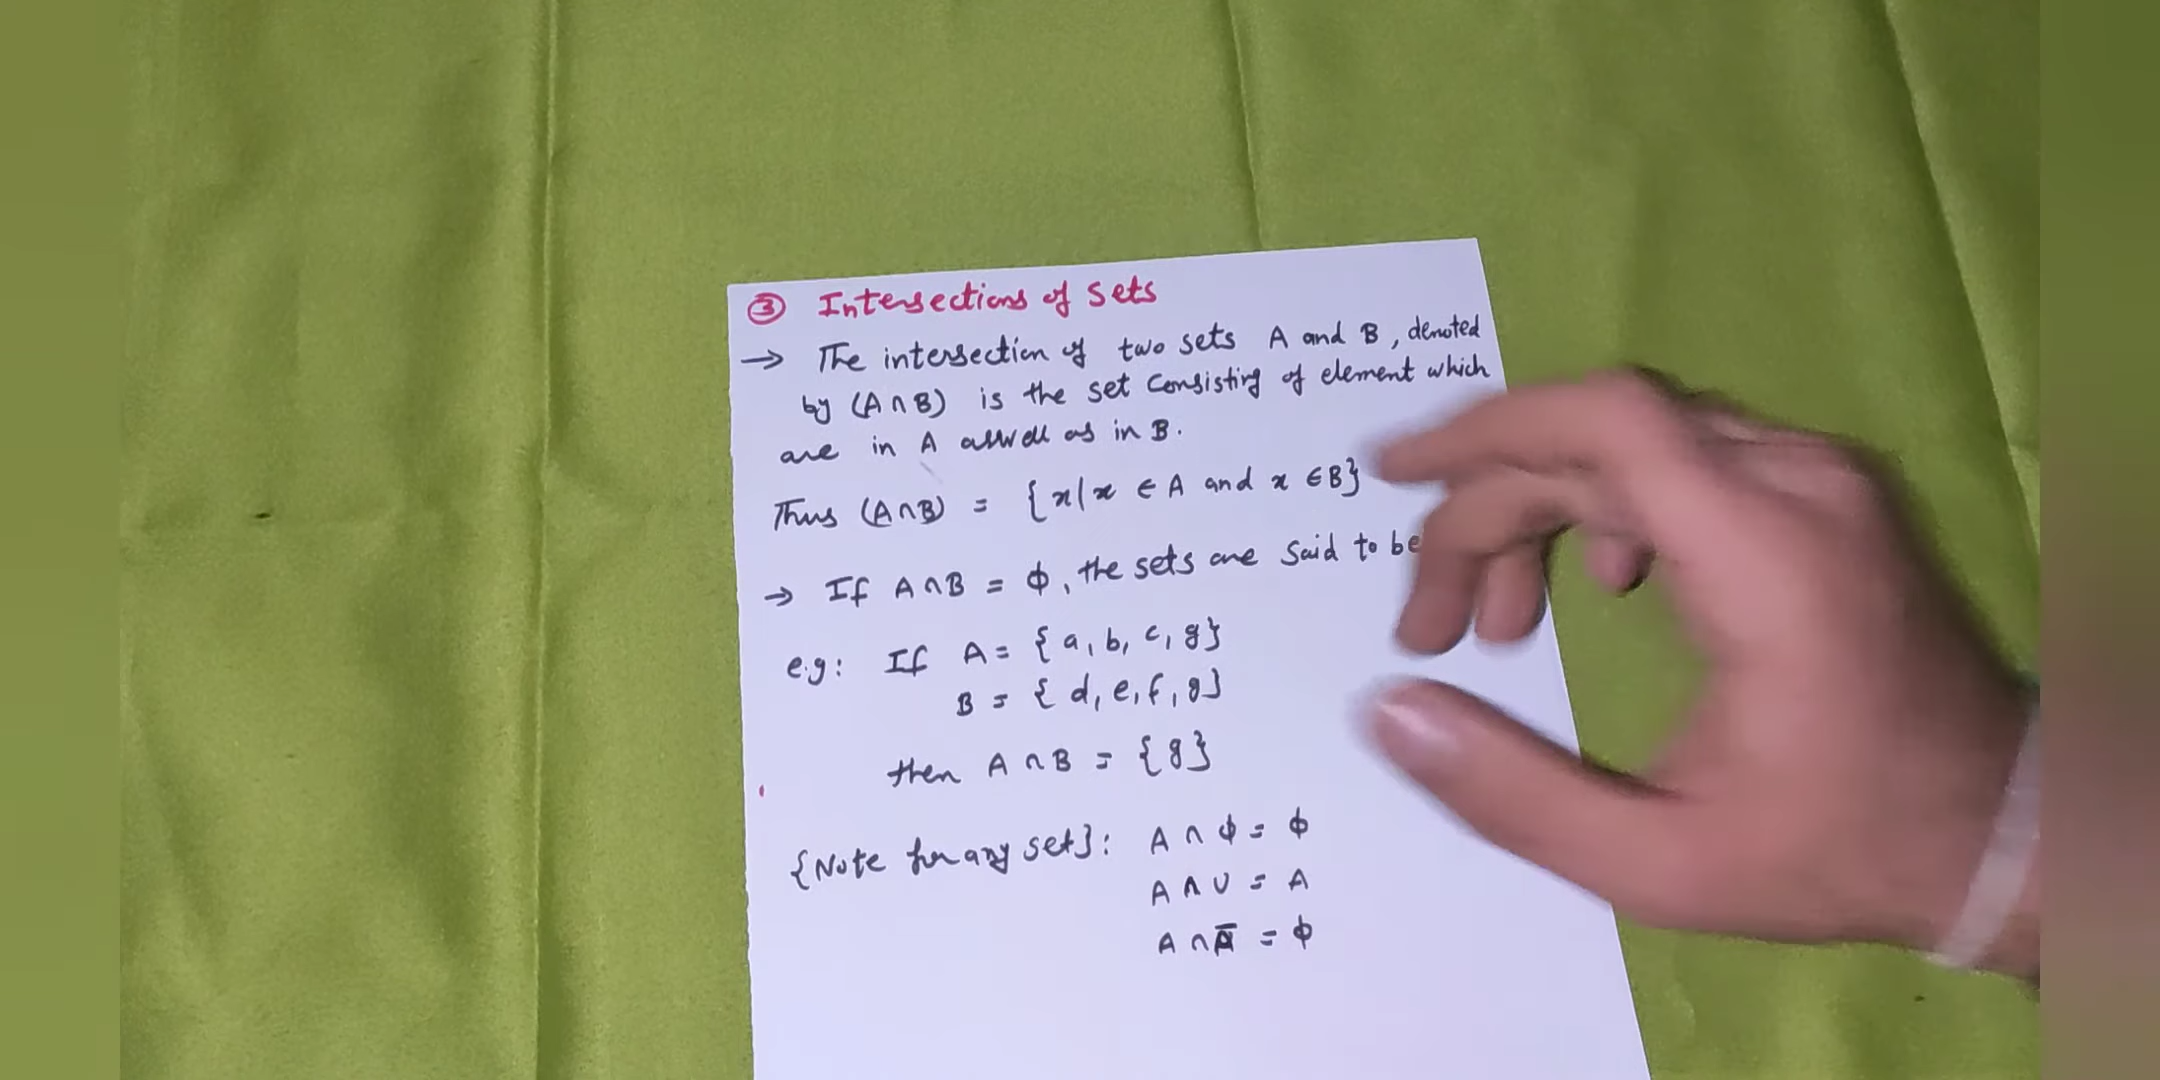 ③ Intersections of Sets
→ The intersection of two sets A and B, denoted
by (A ∩ B) is the set consisting of element which
are in A aswell as in B.
Thus (A∩B) = {x|x ∈ A and x ∈ B}
→ If A ∩ B = ϕ, the sets are said to be
e.g: If A = {a, b, c, g}
B = {d, e, f, g}
then A ∩ B = {g}
{Note for any set}: A ∩ ϕ = ϕ
A ∩ U = A
A ∩ A̅ = ϕ